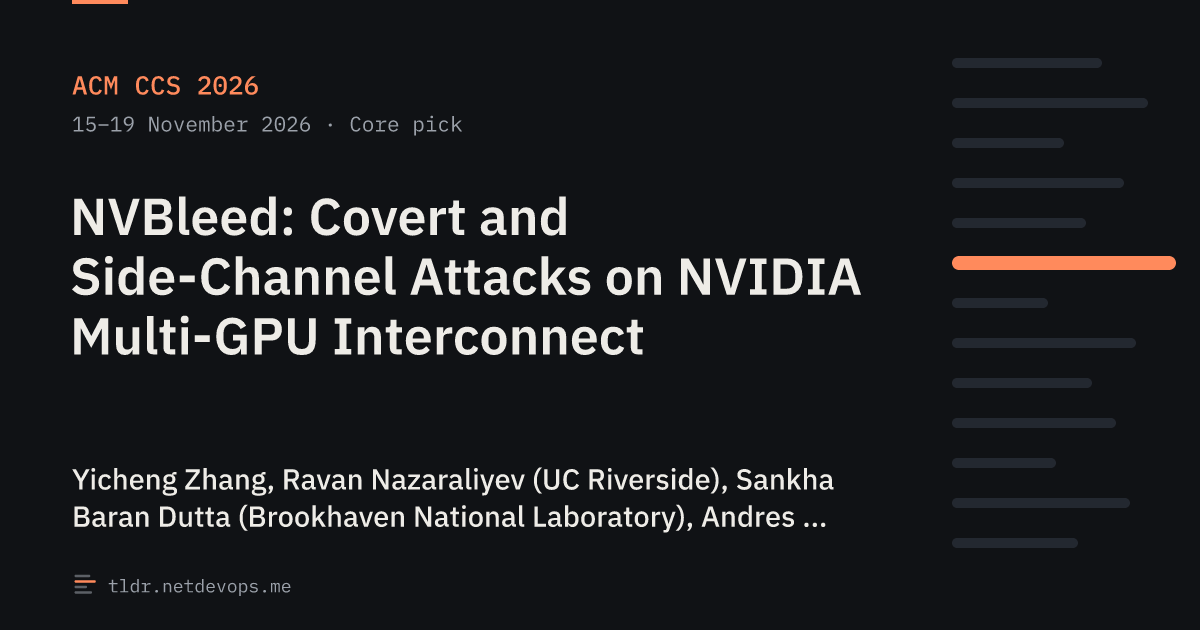 ACM CCS 2026
15–19 November 2026 · Core pick
NVBleed: Covert and
Side-Channel Attacks on NVIDIA
Multi-GPU Interconnect
Yicheng Zhang, Ravan Nazaraliyev (UC Riverside), Sankha
Baran Dutta (Brookhaven National Laboratory), Andres ...
tldr.netdevops.me